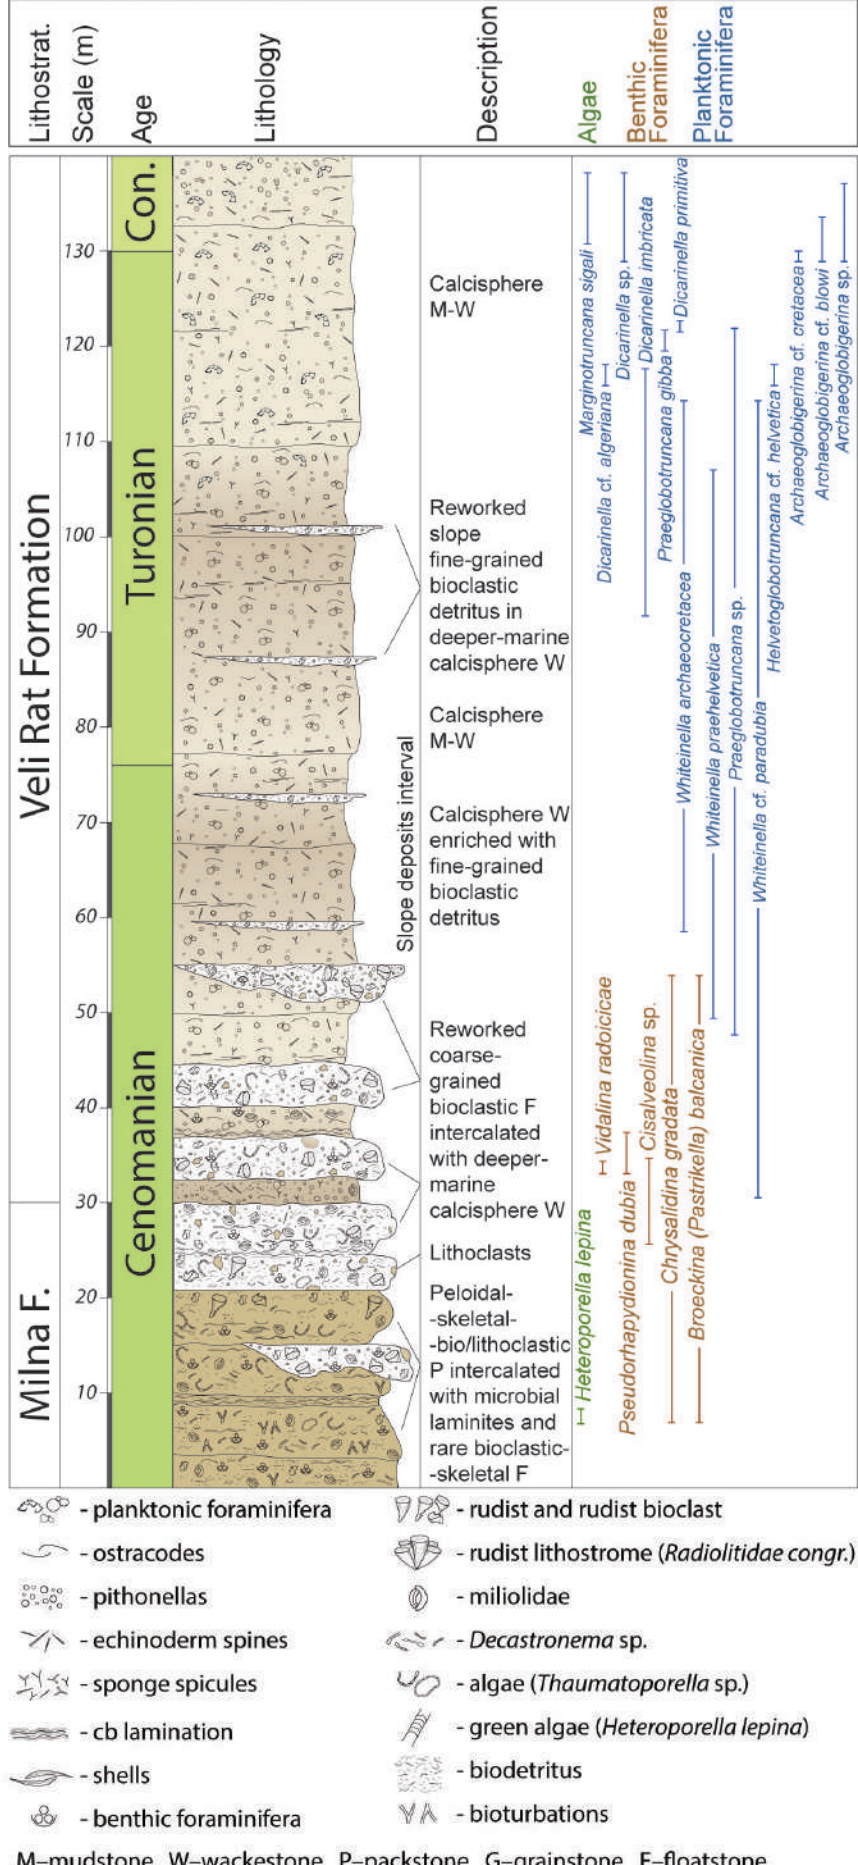 Lithostrat.
Scale (m)
Age
Lithology
Description
Algae
Benthic
Foraminifera
Planktonic
Foraminifera
Veli Rat Formation
Milna F.
130
120
110
100
90
80
70
60
50
40
30
20
10
Con.
Turonian
Cenomanian
Calcisphere
M-W
Reworked
slope
fine-grained
bioclastic
detritus in
deeper-marine
calcisphere W
Calcisphere
M-W
Slope deposits interval
Calcisphere W
enriched with
fine-grained
bioclastic
detritus
Reworked
coarse-
grained
bioclastic F
intercalated
with deeper-
marine
calcisphere W
Lithoclasts
Peloidal-
-skeletal-
-bio/lithoclastic
P intercalated
with microbial
laminites and
rare bioclastic-
-skeletal F
Heteroporella lepina
Vidalina radoicicae
Pseudorhapydionina dubia
Cisalveolina sp.
Chrysalidina gradata
Broeckina (Pastrikella) balcanica
Marginotruncana sigali
Dicarinella cf. algeriana
Dicarinella sp.
Dicarinella imbricata
Praeglobotruncana gibba
Dicarinella primitiva
Whiteinella archaeocretacea
Whiteinella praehelvetica
Praeglobotruncana sp.
Whiteinella cf. paradubia
Helvetoglobotruncana cf. helvetica
Archaeoglobigerina cf. cretacea
Archaeoglobigerina cf. blowi
Archaeoglobigerina sp.
- planktonic foraminifera
- ostracodes
- pithonellas
- echinoderm spines
- sponge spicules
- cb lamination
- shells
- benthic foraminifera
- rudist and rudist bioclast
- rudist lithostrome (Radiolitidae congr.)
- miliolidae
- Decastronema sp.
- algae (Thaumatoporella sp.)
- green algae (Heteroporella lepina)
- biodetritus
- bioturbations
M–mudstone W–wackestone P–packstone G–grainstone F–floatstone